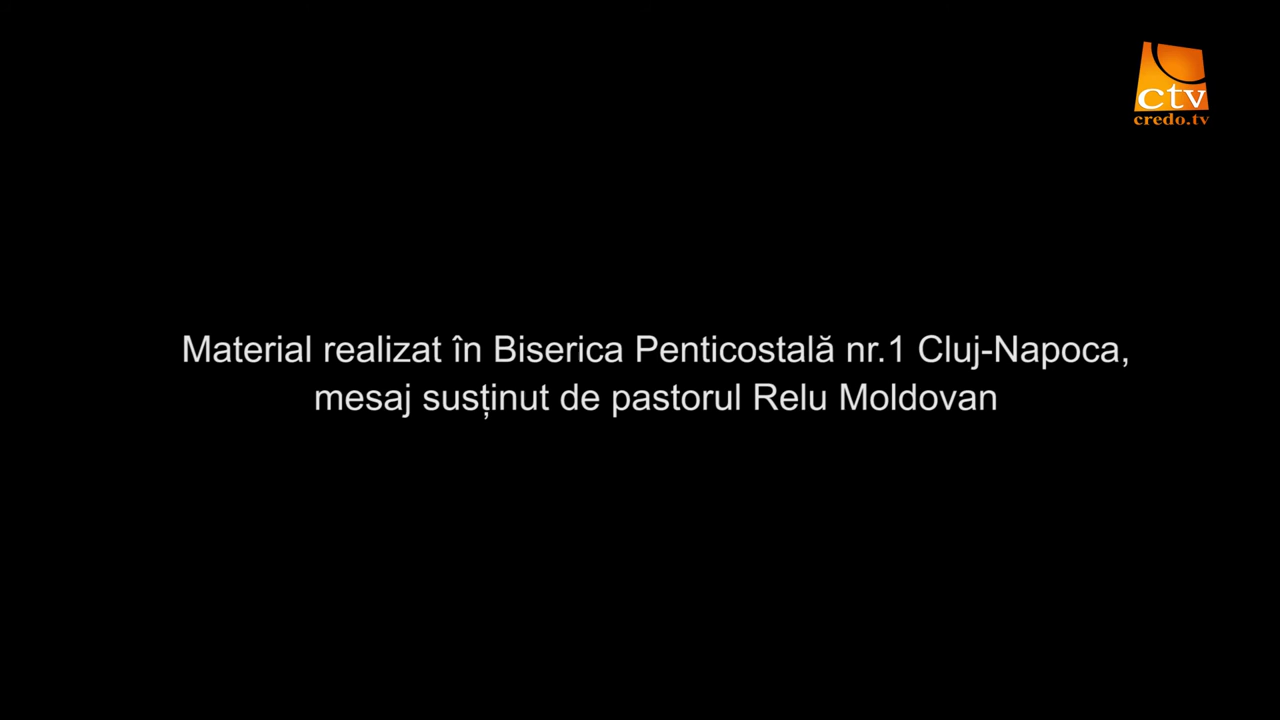 ctv
credo.tv
Material realizat în Biserica Penticostală nr.1 Cluj-Napoca,
mesaj susținut de pastorul Relu Moldovan